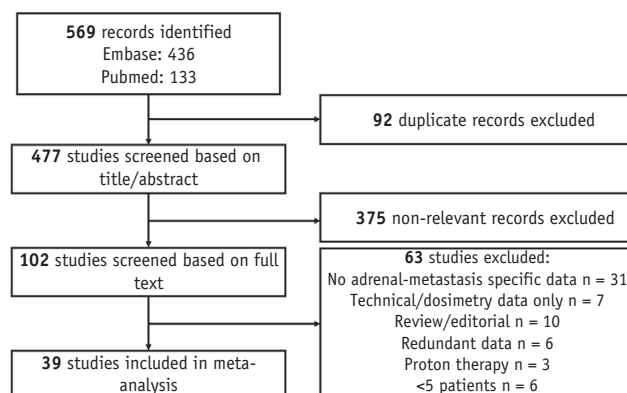 569 records identified
Embase: 436
Pubmed: 133
92 duplicate records excluded
477 studies screened based on
title/abstract
375 non-relevant records excluded
102 studies screened based on full
text
63 studies excluded:
No adrenal-metastasis specific data n = 31
Technical/dosimetry data only n = 7
Review/editorial n = 10
Redundant data n = 6
Proton therapy n = 3
<5 patients n = 6
39 studies included in meta-
analysis